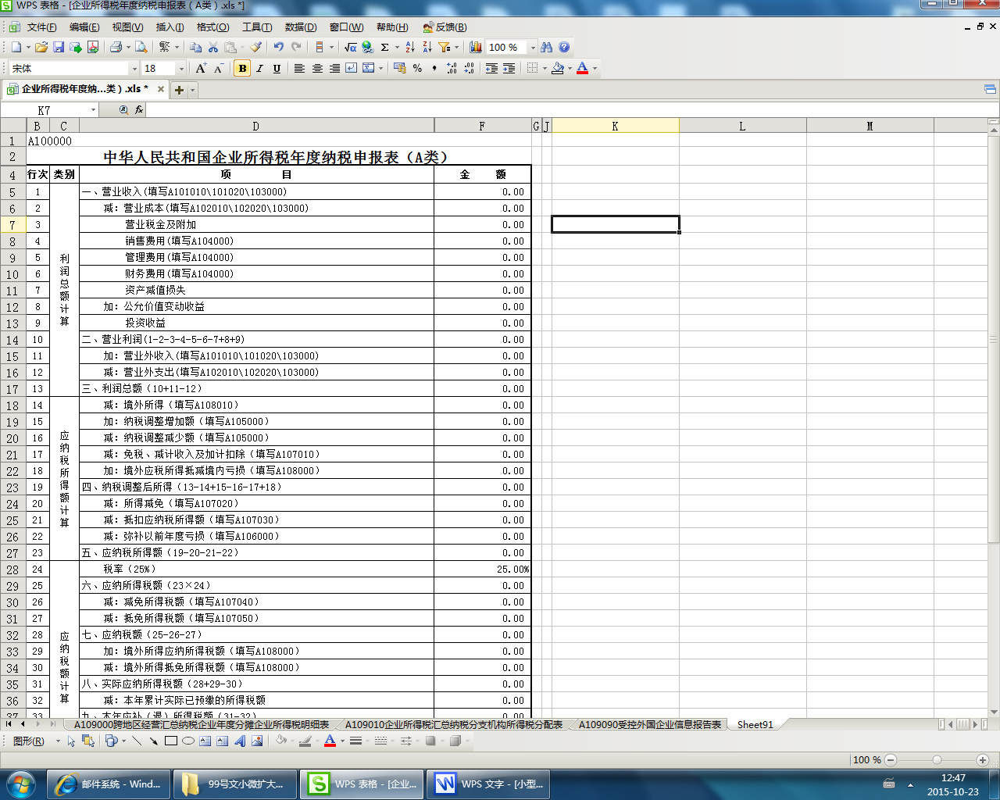 WPS 表格 - [企业所得税年度纳税申报表（A类）.xls *]
文件(F) 编辑(E) 视图(V) 插入(I) 格式(O) 工具(T) 数据(D) 窗口(W) 帮助(H) 反馈(B)
繁 100 %
宋体 18 B I U
企业所得税年度纳...类）.xls *
K7 fx
B C D F G J K L M
1 A100000
2 中华人民共和国企业所得税年度纳税申报表（A类）
4 行次 类别 项 目 金 额
5 1 一、营业收入(填写A101010\101020\103000) 0.00
6 2 减：营业成本(填写A102010\102020\103000) 0.00
7 3 营业税金及附加 0.00
8 4 销售费用(填写A104000) 0.00
9 5 管理费用(填写A104000) 0.00
10 6 财务费用(填写A104000) 0.00
11 7 资产减值损失 0.00
12 8 加：公允价值变动收益 0.00
13 9 投资收益 0.00
14 10 二、营业利润(1-2-3-4-5-6-7+8+9) 0.00
15 11 加：营业外收入(填写A101010\101020\103000) 0.00
16 12 减：营业外支出(填写A102010\102020\103000) 0.00
17 13 三、利润总额（10+11-12） 0.00
利润总额计算
18 14 减：境外所得（填写A108010） 0.00
19 15 加：纳税调整增加额（填写A105000） 0.00
20 16 减：纳税调整减少额（填写A105000） 0.00
21 17 减：免税、减计收入及加计扣除（填写A107010） 0.00
22 18 加：境外应税所得抵减境内亏损（填写A108000） 0.00
23 19 四、纳税调整后所得（13-14+15-16-17+18） 0.00
24 20 减：所得减免（填写A107020） 0.00
25 21 减：抵扣应纳税所得额（填写A107030） 0.00
26 22 减：弥补以前年度亏损（填写A106000） 0.00
27 23 五、应纳税所得额（19-20-21-22） 0.00
应纳税所得额计算
28 24 税率（25%） 25.00%
29 25 六、应纳所得税额（23×24） 0.00
30 26 减：减免所得税额（填写A107040） 0.00
31 27 减：抵免所得税额（填写A107050） 0.00
32 28 七、应纳税额（25-26-27） 0.00
33 29 加：境外所得应纳所得税额（填写A108000） 0.00
34 30 减：境外所得抵免所得税额（填写A108000） 0.00
35 31 八、实际应纳所得税额（28+29-30） 0.00
36 32 减：本年累计实际已预缴的所得税额 0.00
37 33 九、本年应补（退）所得税额（31-32） 0.00
应纳税额计算
A109000跨地区经营汇总纳税企业年度分摊企业所得税明细表 A109010企业所得税汇总纳税分支机构所得税分配表 A109090受控外国企业信息报告表 Sheet91
图形(R)
100 %
邮件系统 - Wind... 99号文小微扩大... WPS 表格 - [企业... WPS 文字 - [小型...
12:47
2015-10-23